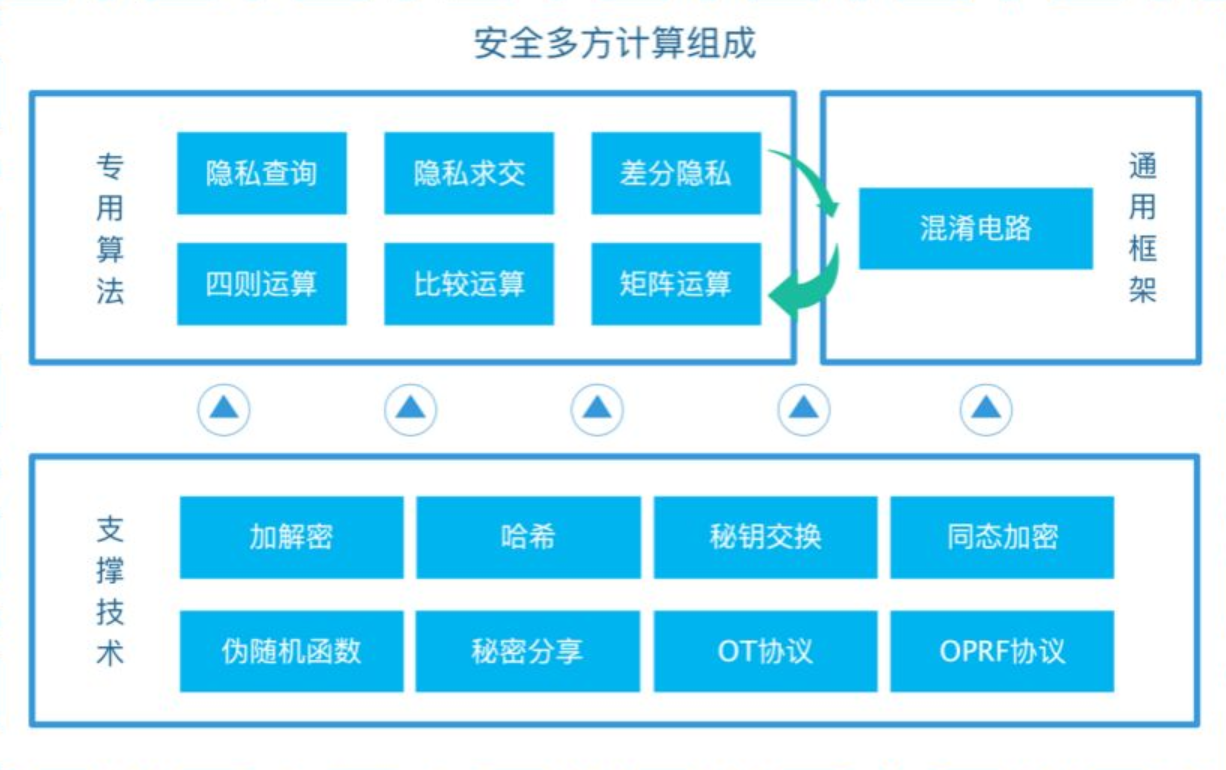 安全多方计算组成
专用算法
隐私查询
隐私求交
差分隐私
四则运算
比较运算
矩阵运算
混淆电路
通用框架
支撑技术
加解密
哈希
秘钥交换
同态加密
伪随机函数
秘密分享
OT协议
OPRF协议